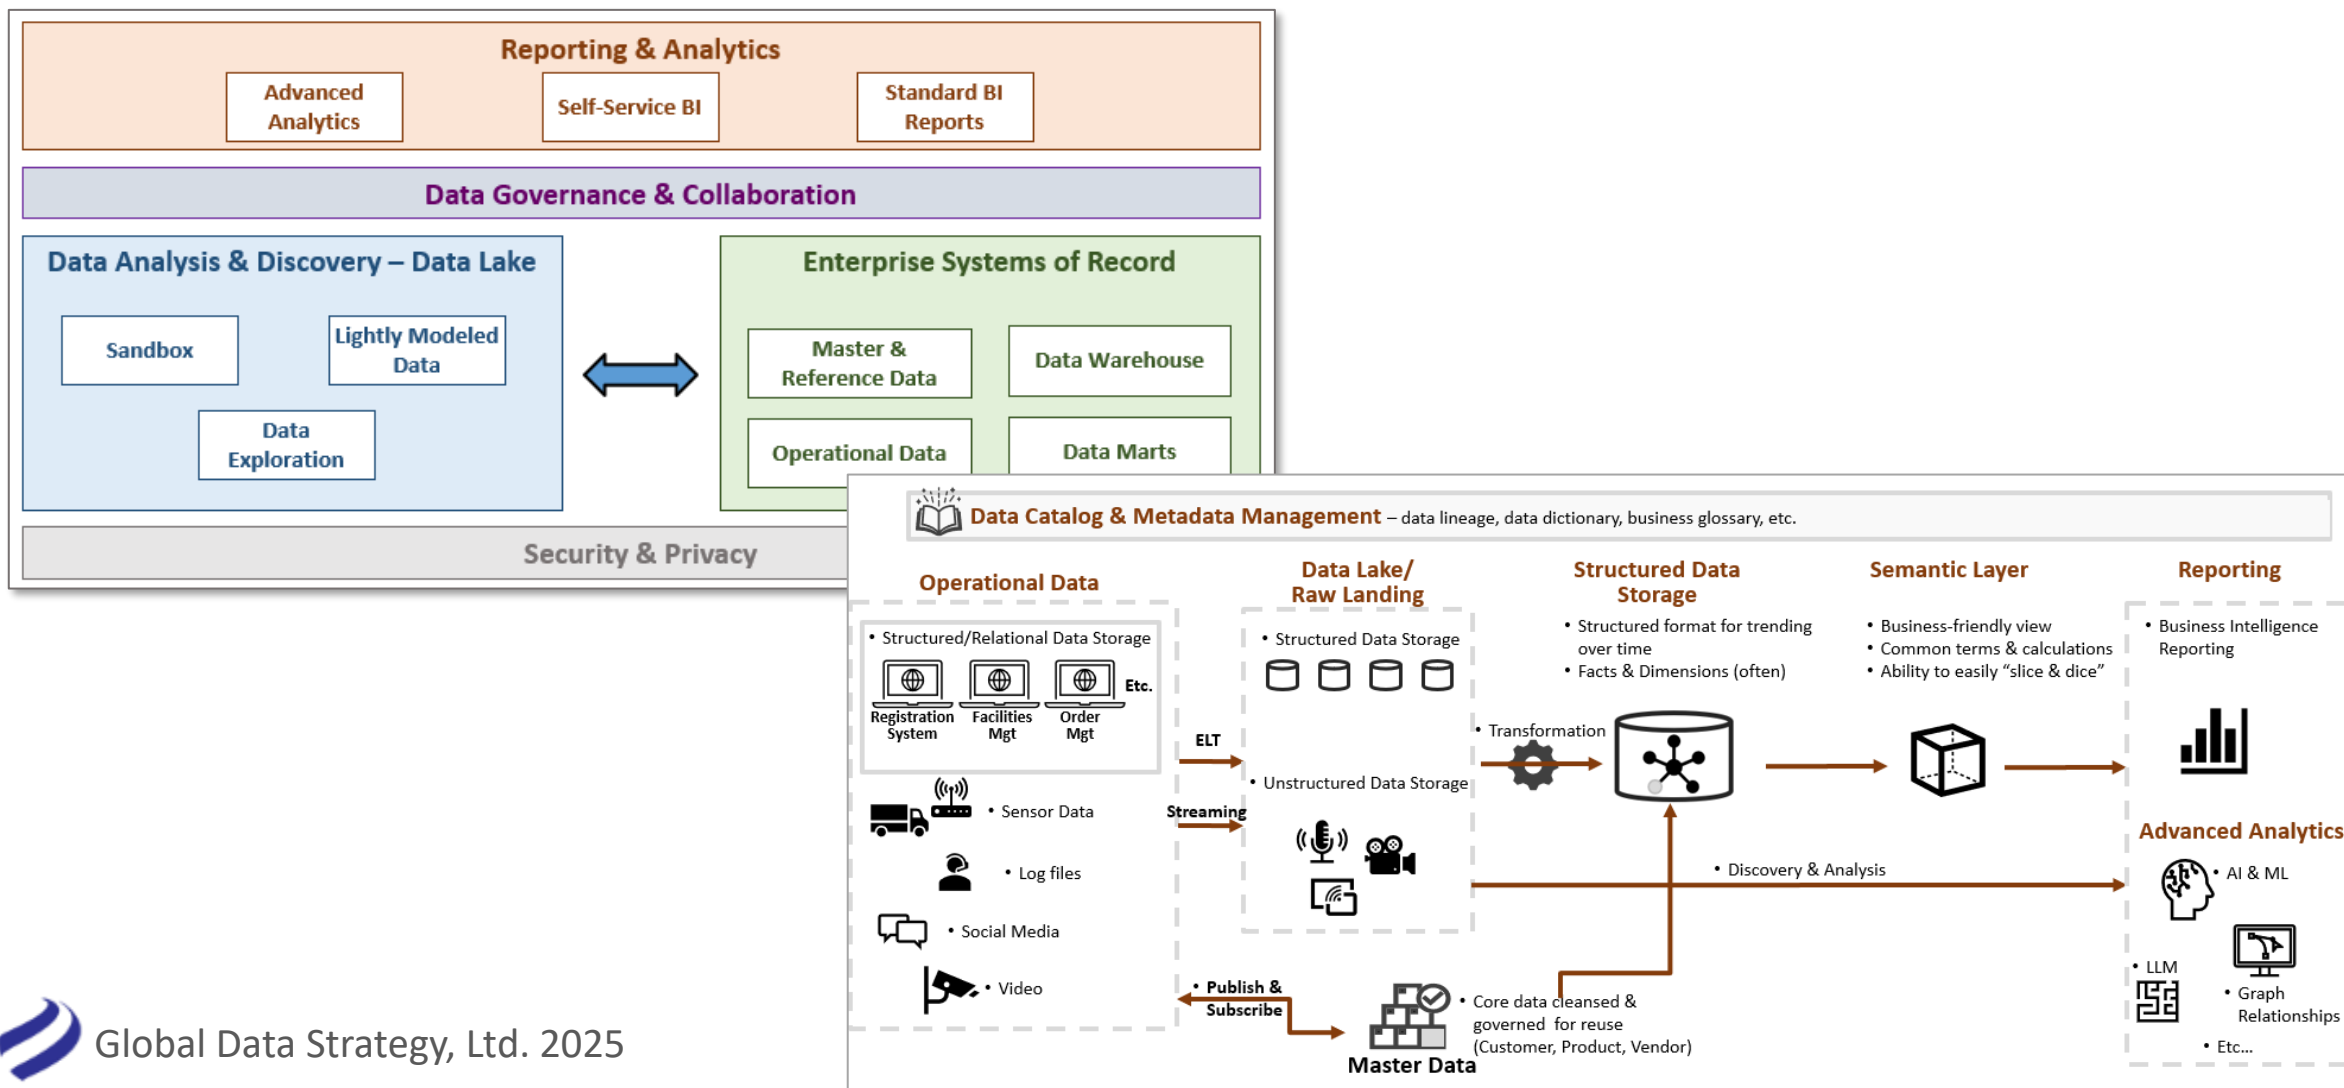 Reporting & Analytics
Advanced
Analytics
Self-Service BI
Standard BI
Reports
Data Governance & Collaboration
Data Analysis & Discovery – Data Lake
Sandbox
Lightly Modeled
Data
Data
Exploration
Enterprise Systems of Record
Master &
Reference Data
Data Warehouse
Operational Data
Data Marts
Security & Privacy
Data Catalog & Metadata Management – data lineage, data dictionary, business glossary, etc.
Operational Data
• Structured/Relational Data Storage
Etc.
Registration
System
Facilities
Mgt
Order
Mgt
• Sensor Data
• Log files
• Social Media
• Video
ELT
Streaming
• Publish &
Subscribe
Data Lake/
Raw Landing
• Structured Data Storage
• Unstructured Data Storage
• Transformation
Structured Data
Storage
• Structured format for trending
over time
• Facts & Dimensions (often)
Semantic Layer
• Business-friendly view
• Common terms & calculations
• Ability to easily “slice & dice”
• Discovery & Analysis
Master Data
• Core data cleansed &
governed for reuse
(Customer, Product, Vendor)
Reporting
• Business Intelligence
Reporting
Advanced Analytics
• AI & ML
• LLM
• Graph
Relationships
• Etc...
Global Data Strategy, Ltd. 2025